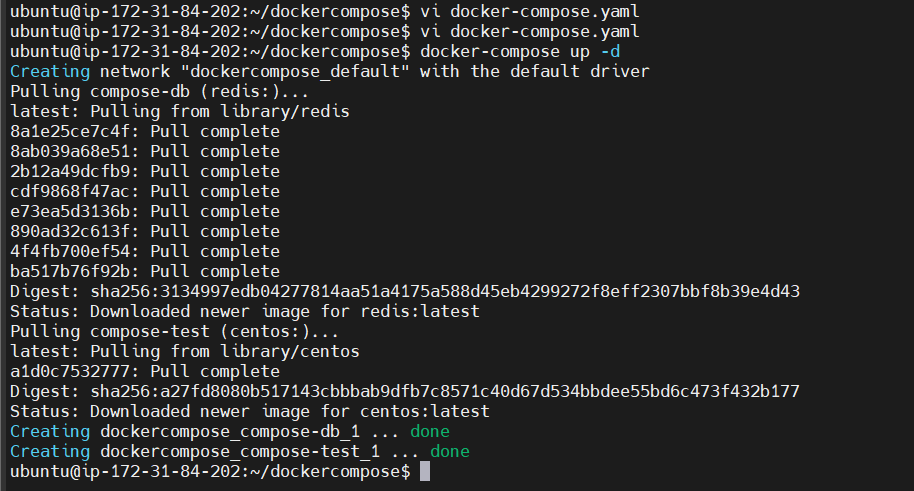 ubuntu@ip-172-31-84-202:~/dockercompose$ vi docker-compose.yaml
ubuntu@ip-172-31-84-202:~/dockercompose$ vi docker-compose.yaml
ubuntu@ip-172-31-84-202:~/dockercompose$ docker-compose up -d
Creating network "dockercompose_default" with the default driver
Pulling compose-db (redis:)...
latest: Pulling from library/redis
8a1e25ce7c4f: Pull complete
8ab039a68e51: Pull complete
2b12a49dcfb9: Pull complete
cdf9868f47ac: Pull complete
e73ea5d3136b: Pull complete
890ad32c613f: Pull complete
4f4fb700ef54: Pull complete
ba517b76f92b: Pull complete
Digest: sha256:3134997edb04277814aa51a4175a588d45eb4299272f8eff2307bbf8b39e4d43
Status: Downloaded newer image for redis:latest
Pulling compose-test (centos:)...
latest: Pulling from library/centos
a1d0c7532777: Pull complete
Digest: sha256:a27fd8080b517143cbbbab9dfb7c8571c40d67d534bbdee55bd6c473f432b177
Status: Downloaded newer image for centos:latest
Creating dockercompose_compose-db_1 ... done
Creating dockercompose_compose-test_1 ... done
ubuntu@ip-172-31-84-202:~/dockercompose$